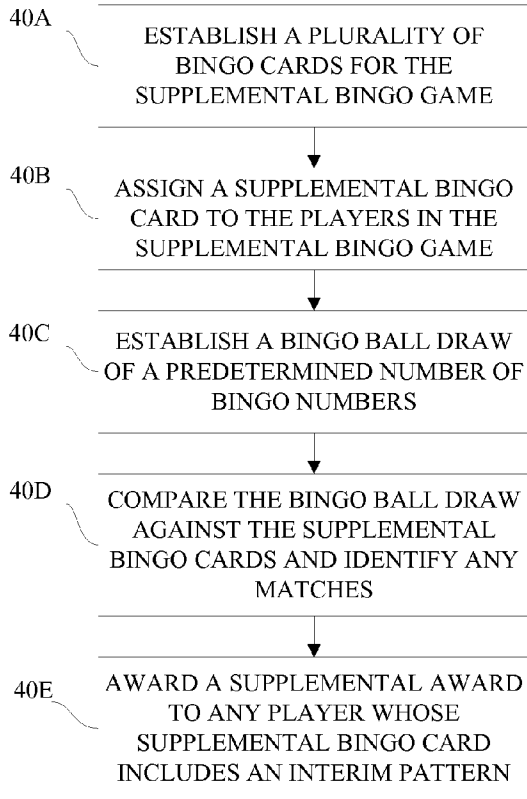 40A
ESTABLISH A PLURALITY OF
BINGO CARDS FOR THE
SUPPLEMENTAL BINGO GAME
40B
ASSIGN A SUPPLEMENTAL BINGO
CARD TO THE PLAYERS IN THE
SUPPLEMENTAL BINGO GAME
40C
ESTABLISH A BINGO BALL DRAW
OF A PREDETERMINED NUMBER OF
BINGO NUMBERS
40D
COMPARE THE BINGO BALL DRAW
AGAINST THE SUPPLEMENTAL
BINGO CARDS AND IDENTIFY ANY
MATCHES
40E
AWARD A SUPPLEMENTAL AWARD
TO ANY PLAYER WHOSE
SUPPLEMENTAL BINGO CARD
INCLUDES AN INTERIM PATTERN